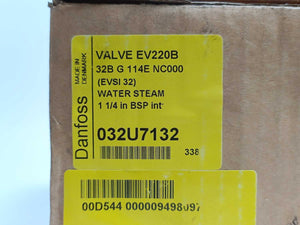 MADE IN
DENMARK
Danfoss
VALVE EV220B
32B G 114E NC000
(EVSI 32)
WATER STEAM
1 1/4 in BSP int
032U7132
338
00D544 000009498097